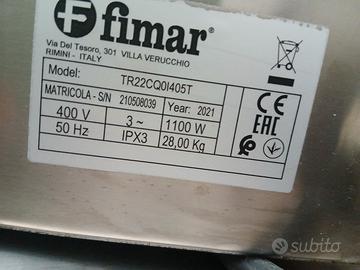 fimar®
Via Del Tesoro, 301 VILLA VERUCCHIO
RIMINI - ITALY
Model: TR22CQ0I405T
MATRICOLA - S/N 210508039 Year: 2021
400 V 3 ~ 1100 W
50 Hz IPX3 28,00 Kg
CE
EAC
subito